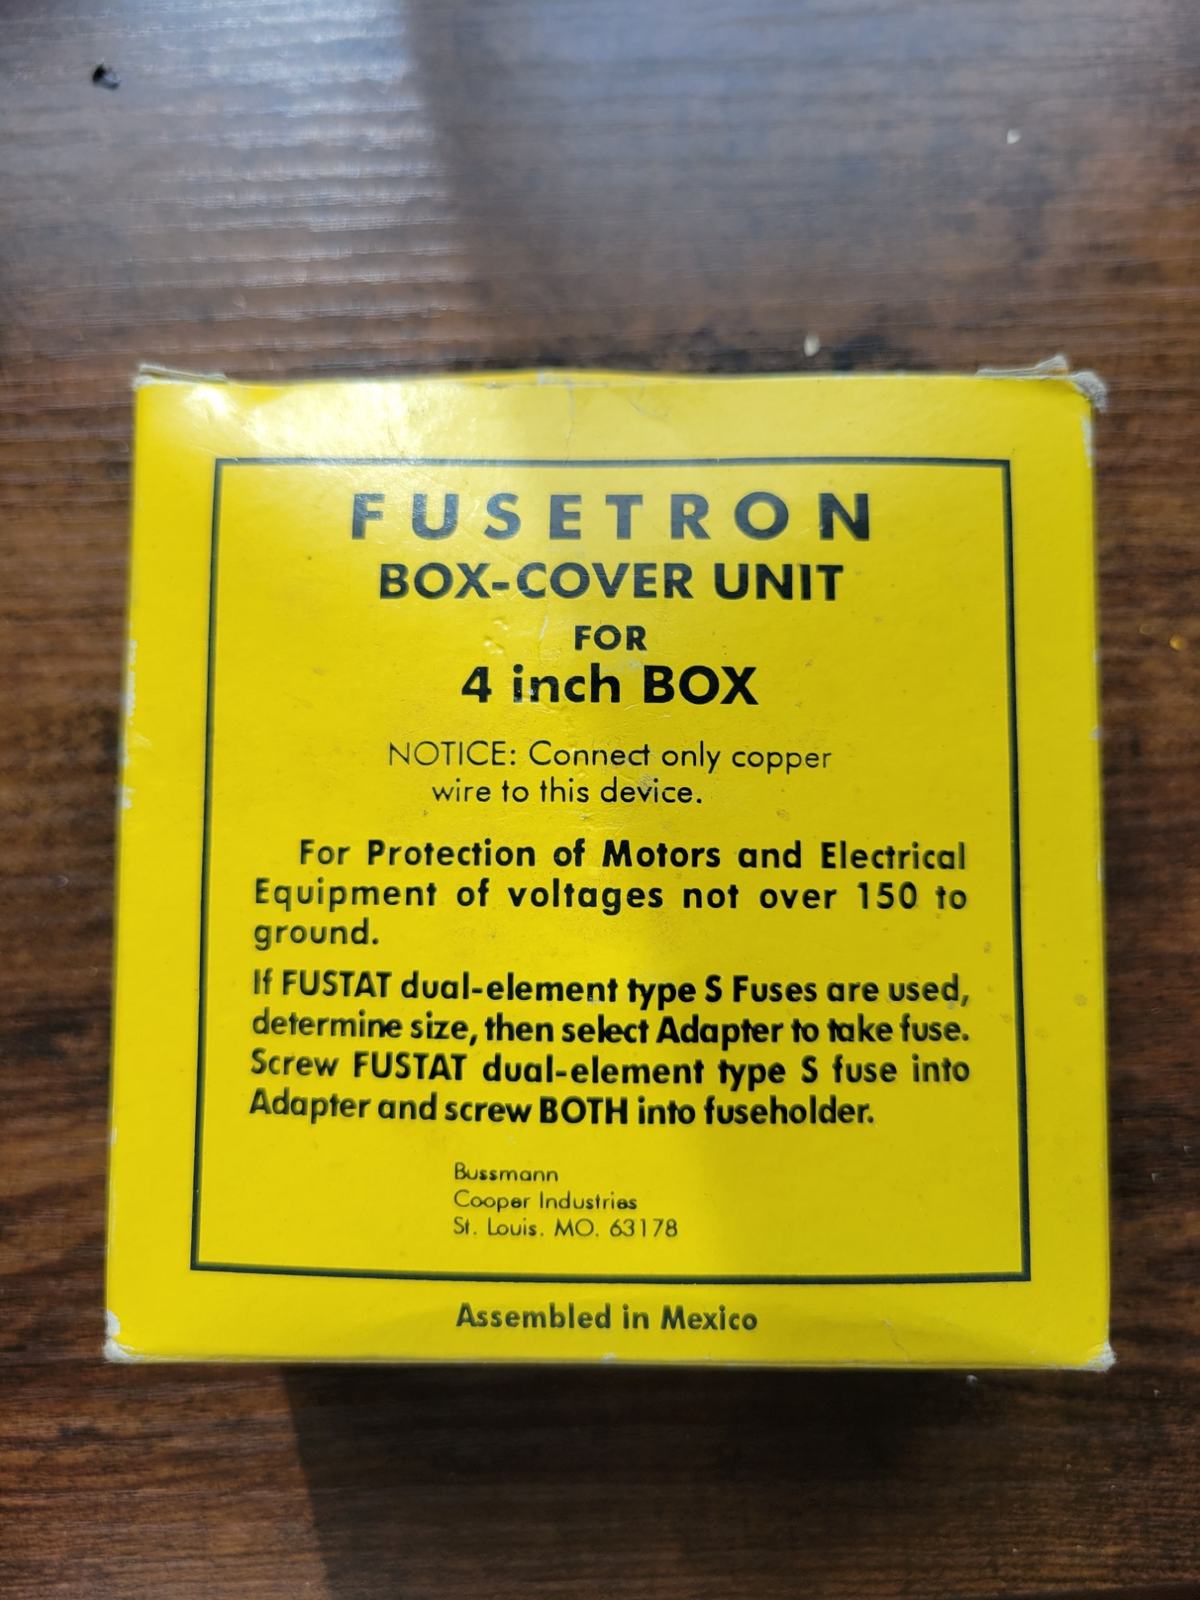 FUSETRON
BOX-COVER UNIT
FOR
4 inch BOX
NOTICE: Connect only copper
wire to this device.
For Protection of Motors and Electrical
Equipment of voltages not over 150 to
ground.
If FUSTAT dual-element type S Fuses are used,
determine size, then select Adapter to take fuse.
Screw FUSTAT dual-element type S fuse into
Adapter and screw BOTH into fuseholder.
Bussmann
Cooper Industries
St. Louis, MO. 63178
Assembled in Mexico